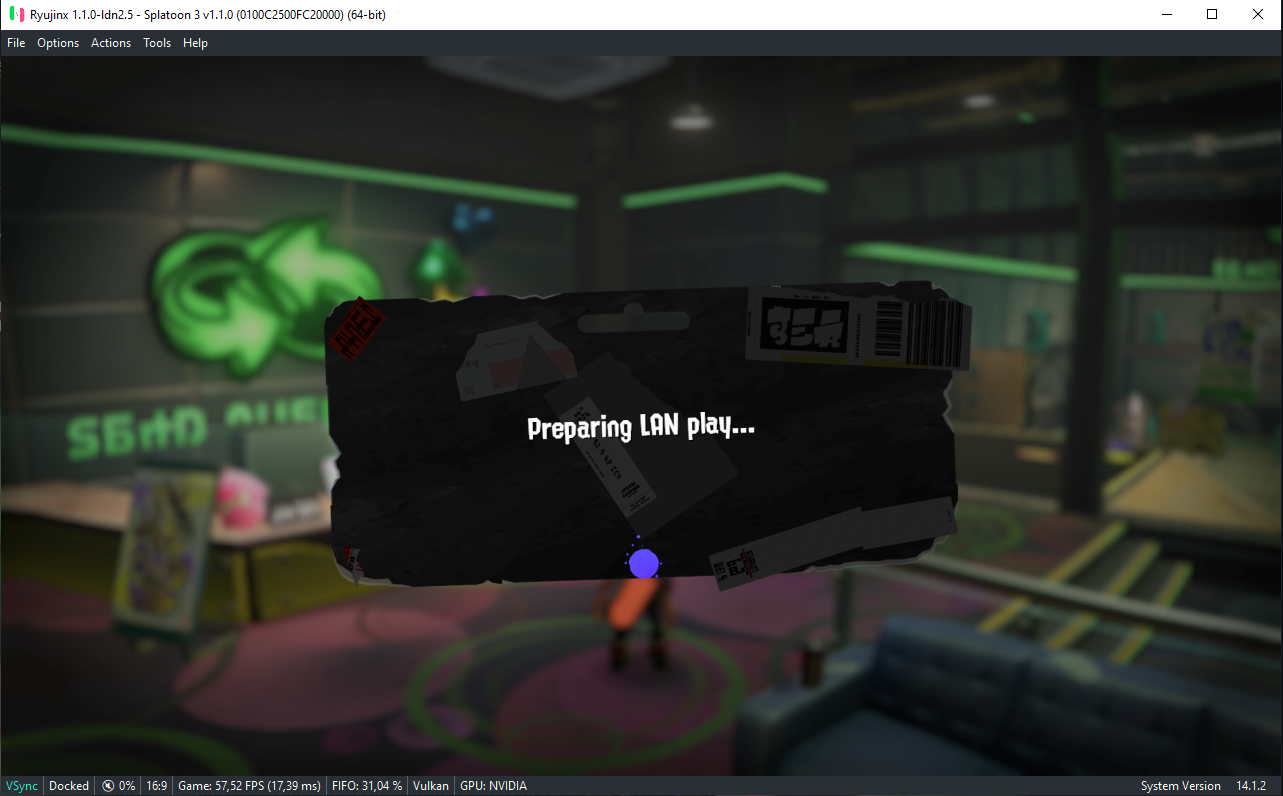 Ryujinx 1.1.0-ldn2.5 - Splatoon 3 v1.1.0 (0100C2500FC20000) (64-bit)
File Options Actions Tools Help
Preparing LAN play...
VSync Docked 0% 16:9 Game: 57,52 FPS (17,39 ms) FIFO: 31,04 % Vulkan GPU: NVIDIA System Version 14.1.2